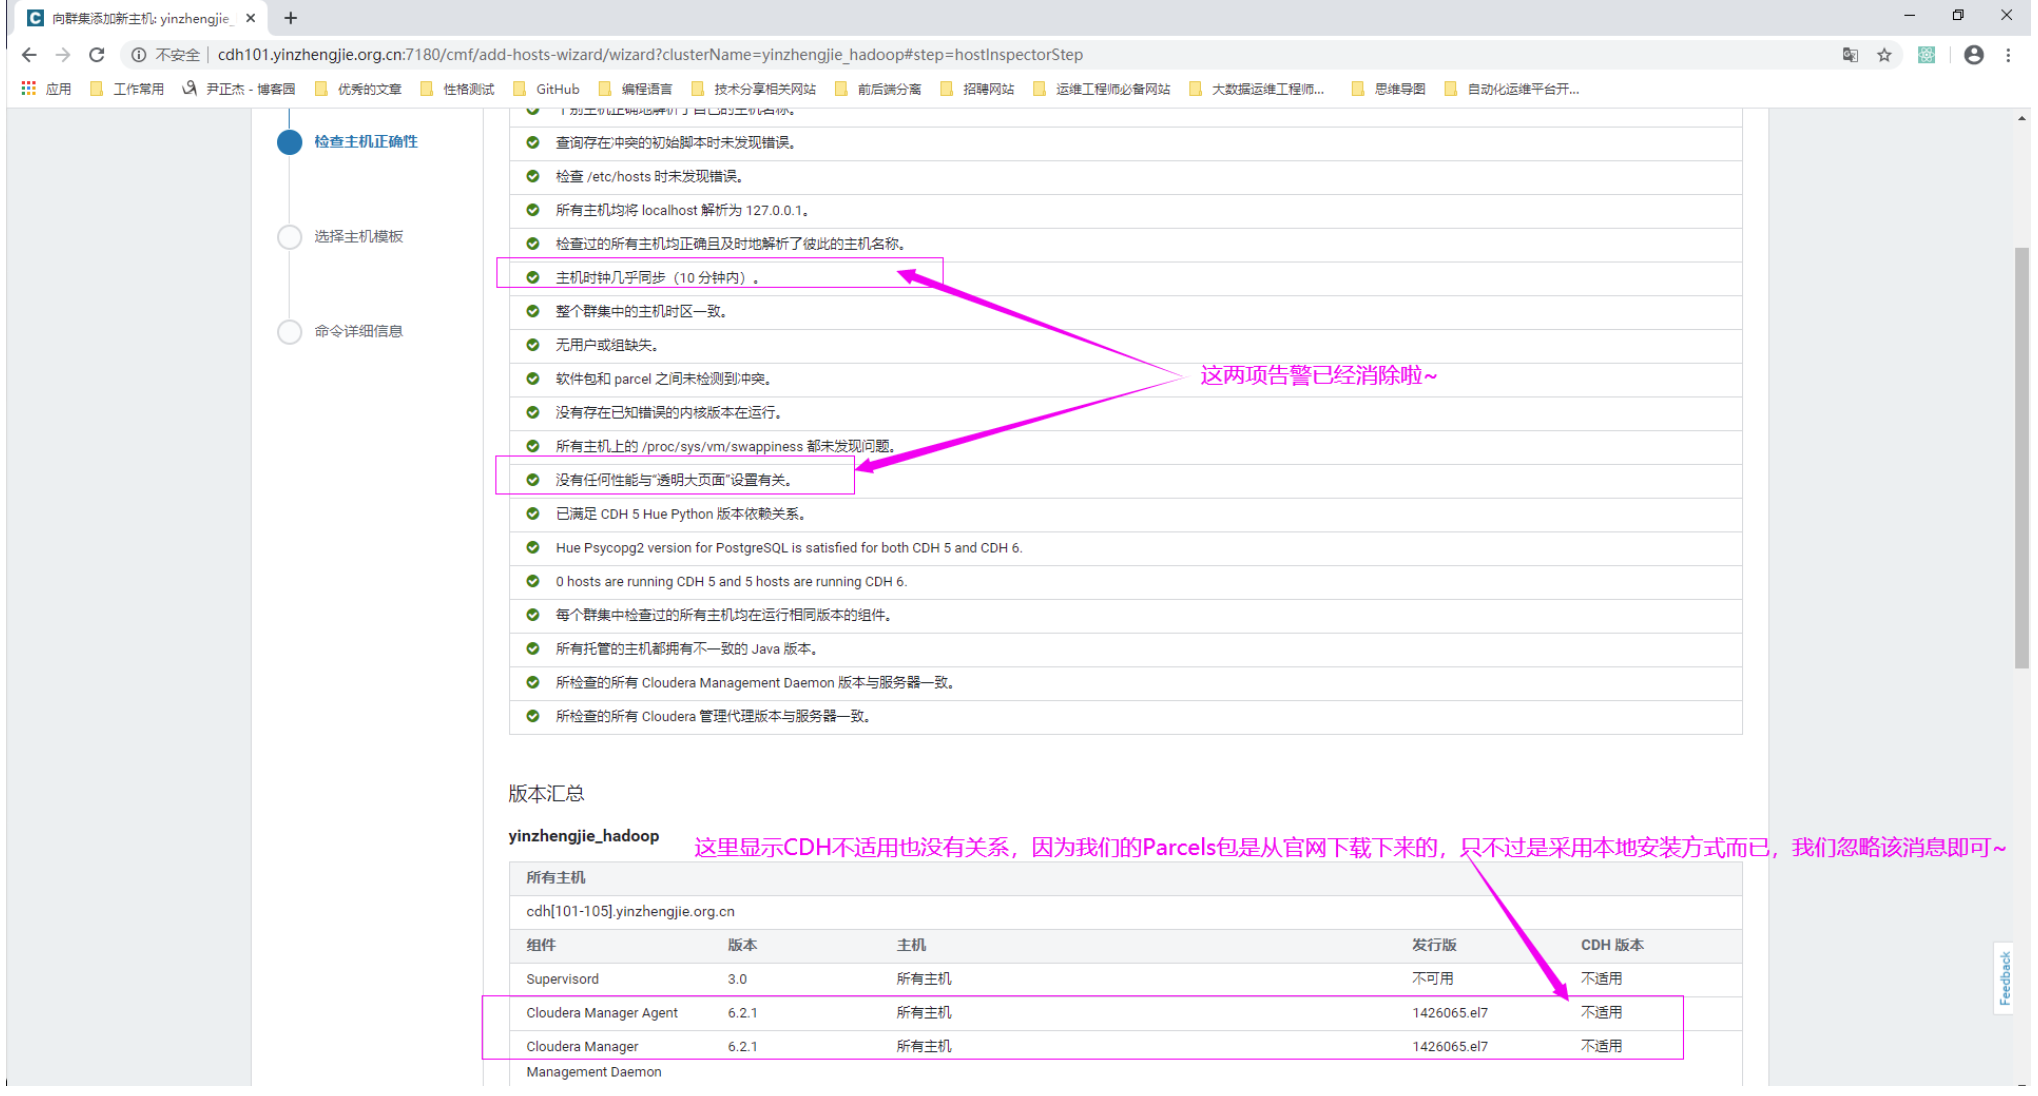 向群集添加新主机: yinzhengjie_
不安全 | cdh101.yinzhengjie.org.cn:7180/cmf/add-hosts-wizard/wizard?clusterName=yinzhengjie_hadoop#step=hostInspectorStep
应用 工作常用 尹正杰 - 博客园 优秀的文章 性格测试 GitHub 编程语言 技术分享相关网站 前后端分离 招聘网站 运维工程师必备网站 大数据运维工程师... 思维导图 自动化运维平台开...
检查主机正确性
选择主机模板
命令详细信息
个别主机正确地解析了自己的主机名称。
查询存在冲突的初始脚本时未发现错误。
检查 /etc/hosts 时未发现错误。
所有主机均将 localhost 解析为 127.0.0.1。
检查过的所有主机均正确且及时地解析了彼此的主机名称。
主机时钟几乎同步（10 分钟内）。
整个群集中的主机时区一致。
无用户或组缺失。
软件包和 parcel 之间未检测到冲突。
这两项告警已经消除啦~
没有存在已知错误的内核版本在运行。
所有主机上的 /proc/sys/vm/swappiness 都未发现问题。
没有任何性能与“透明大页面”设置有关。
已满足 CDH 5 Hue Python 版本依赖关系。
Hue Psycopg2 version for PostgreSQL is satisfied for both CDH 5 and CDH 6.
0 hosts are running CDH 5 and 5 hosts are running CDH 6.
每个群集中检查过的所有主机均在运行相同版本的组件。
所有托管的主机都拥有不一致的 Java 版本。
所检查的所有 Cloudera Management Daemon 版本与服务器一致。
所检查的所有 Cloudera 管理代理版本与服务器一致。
版本汇总
yinzhengjie_hadoop
这里显示CDH不适用也没有关系，因为我们的Parcels包是从官网下载下来的，只不过是采用本地安装方式而已，我们忽略该消息即可~
所有主机
cdh[101-105].yinzhengjie.org.cn
组件 版本 主机 发行版 CDH 版本
Supervisord 3.0 所有主机 不可用 不适用
Cloudera Manager Agent 6.2.1 所有主机 1426065.el7 不适用
Cloudera Manager 6.2.1 所有主机 1426065.el7 不适用
Management Daemon
Feedback